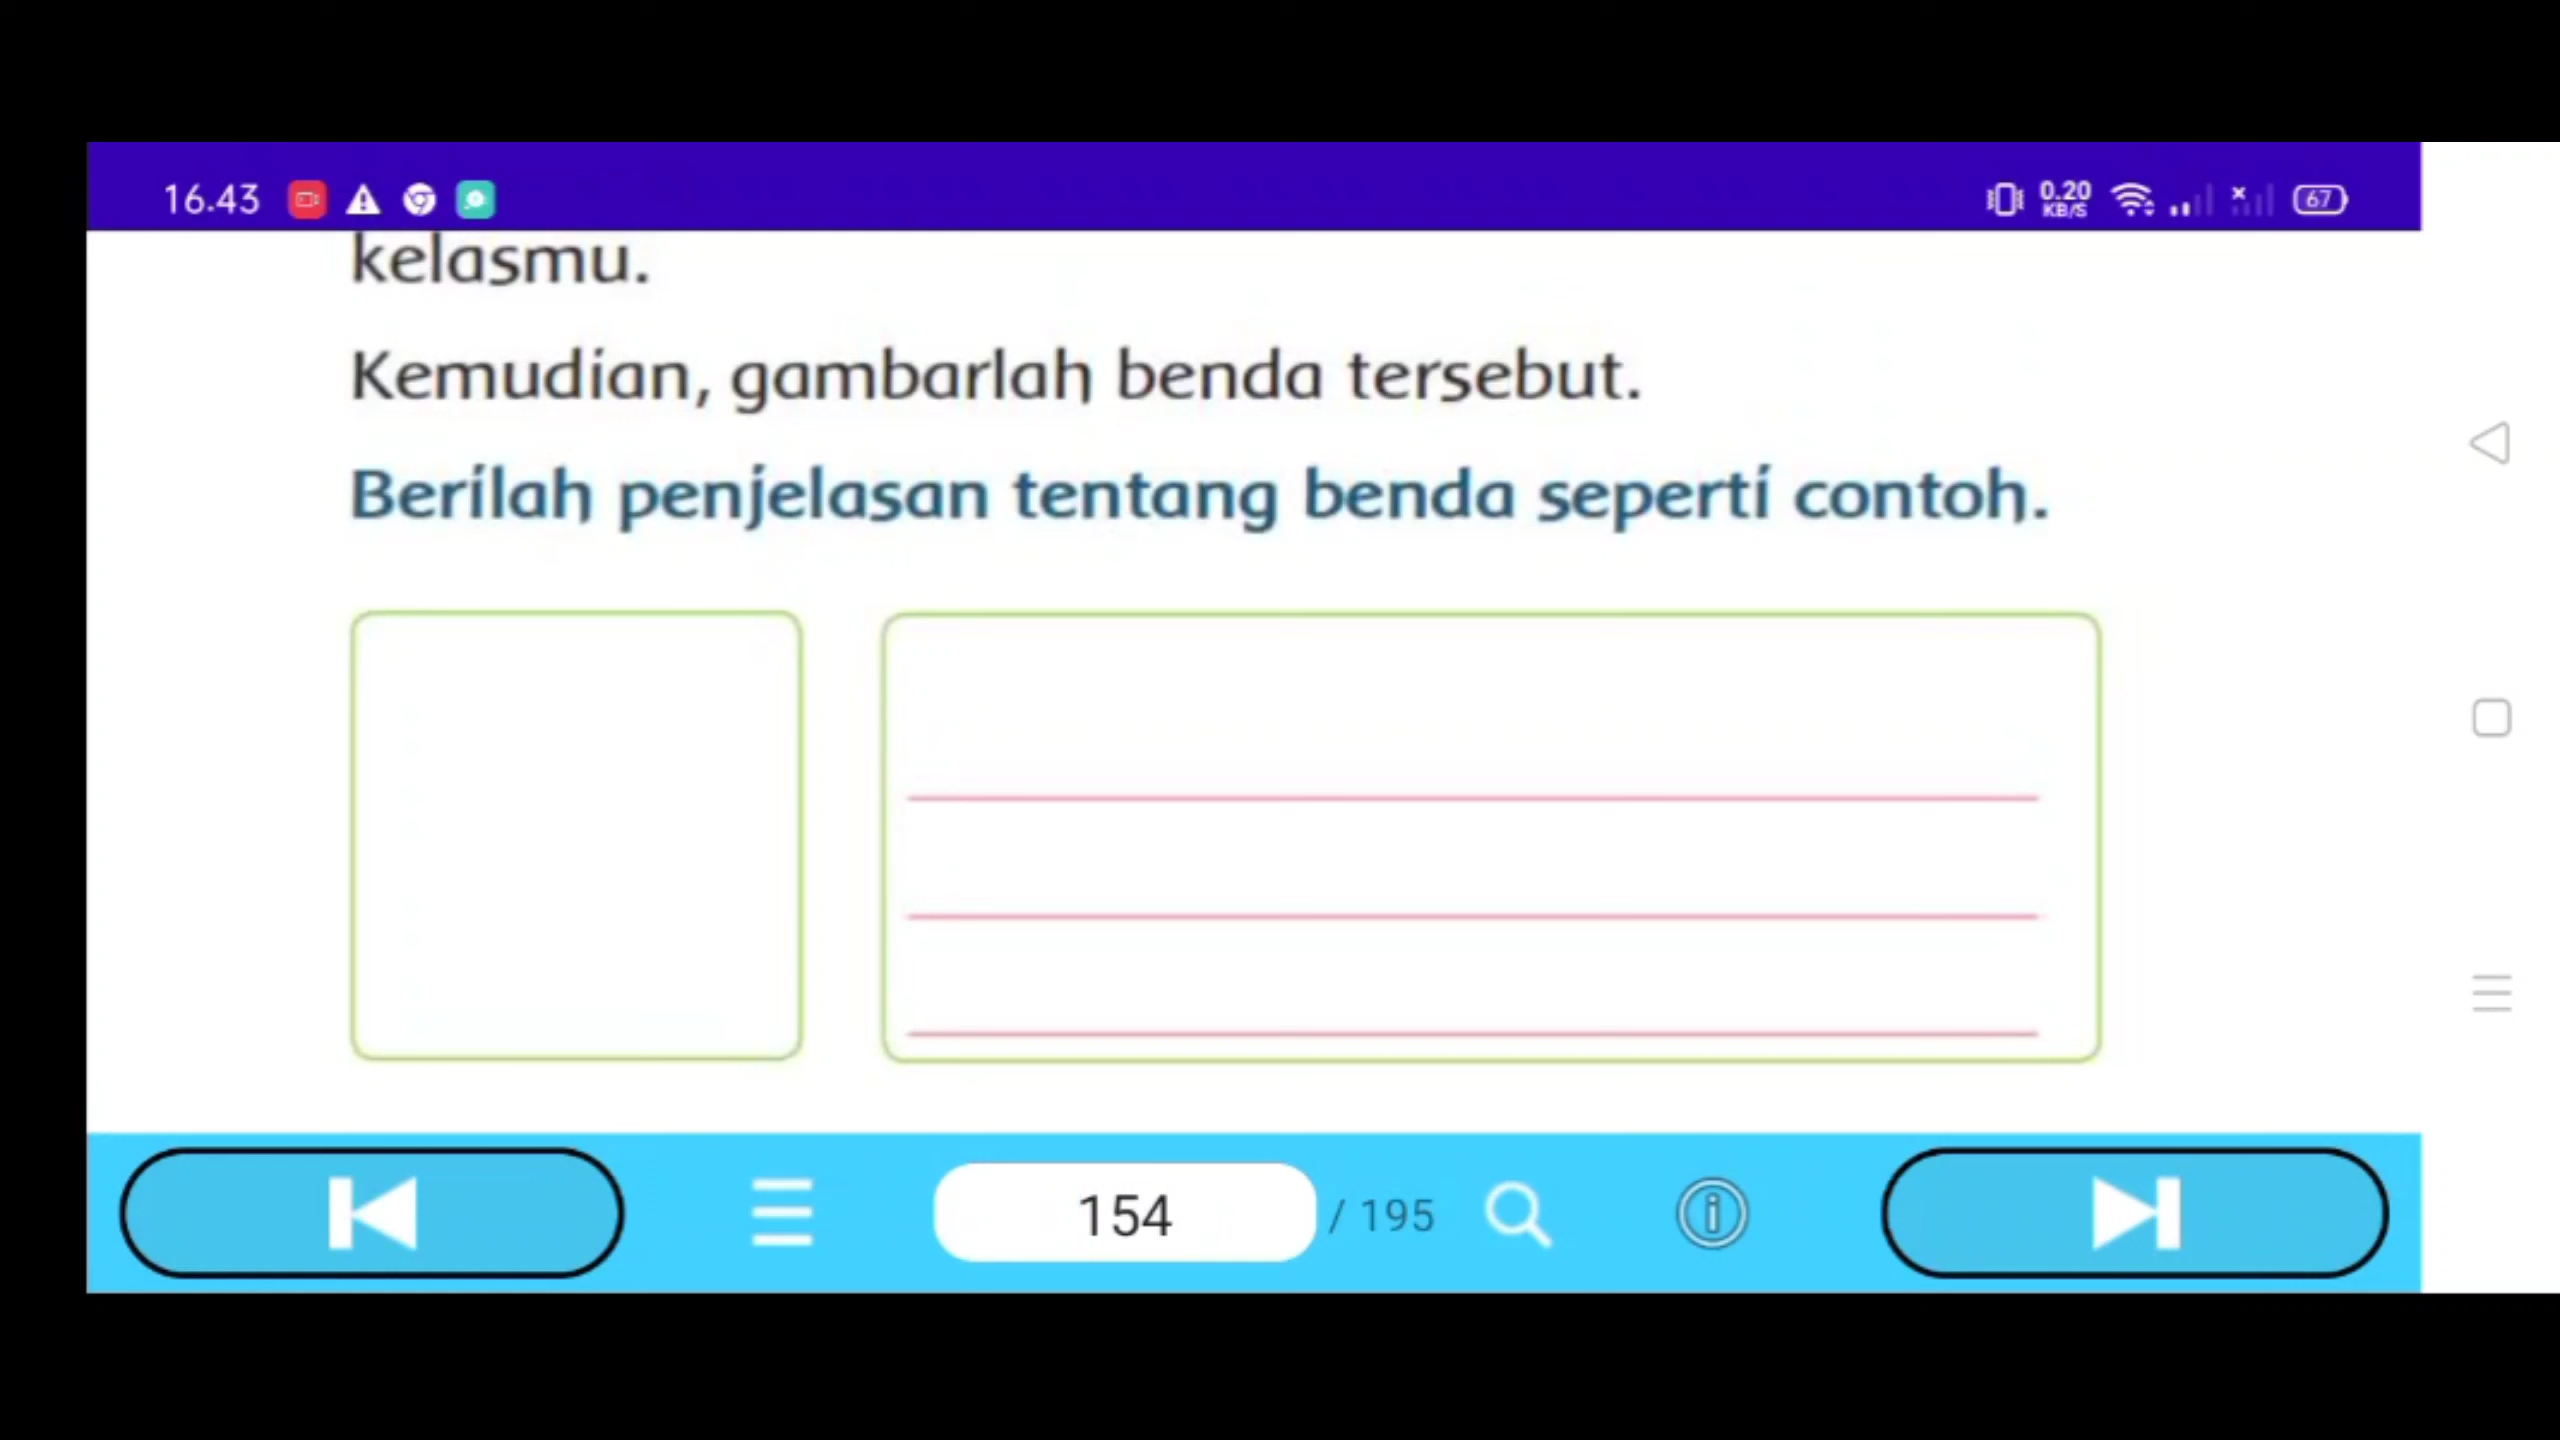 16.43
0.20
KB/S
67
kelasmu.
Kemudian, gambarlah benda tersebut.
Berilah penjelasan tentang benda seperti contoh.
154 / 195